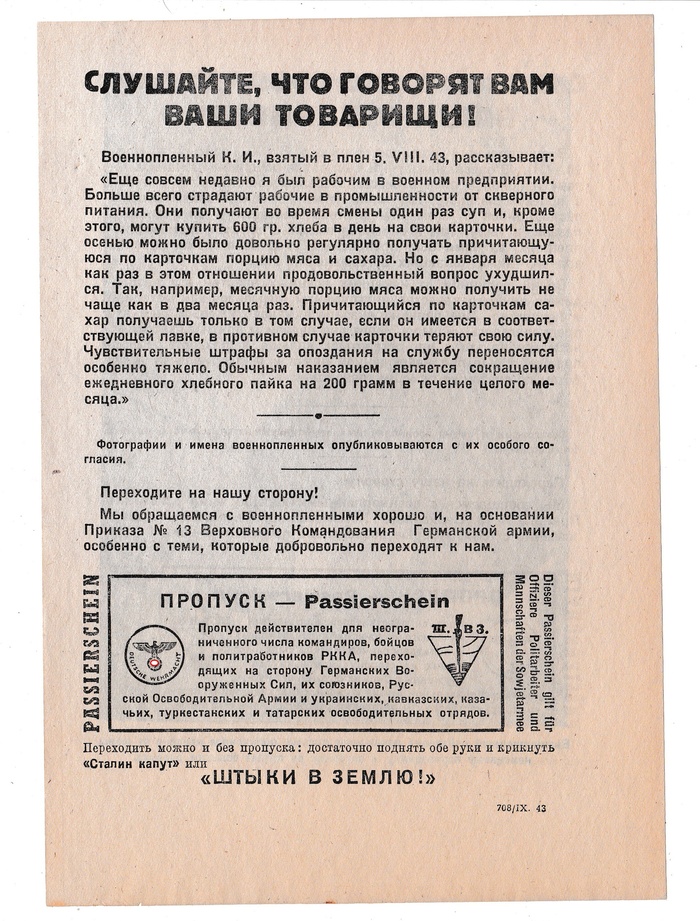 СЛУШАЙТЕ, ЧТО ГОВОРЯТ ВАМ
ВАШИ ТОВАРИЩИ!
Военнопленный К. И., взятый в плен 5. VIII. 43, рассказывает:
«Еще совсем недавно я был рабочим в военном предприятии.
Больше всего страдают рабочие в промышленности от скверного
питания. Они получают во время смены один раз суп и, кроме
этого, могут купить 600 гр. хлеба в день на свои карточки. Еще
осенью можно было довольно регулярно получать причитающу-
юся по карточкам порцию мяса и сахара. Но с января месяца
как раз в этом отношении продовольственный вопрос ухудшил-
ся. Так, например, месячную порцию мяса можно получить не
чаще как в два месяца раз. Причитающийся по карточкам са-
хар получаешь только в том случае, если он имеется в соответ-
ствующей лавке, в противном случае карточки теряют свою силу.
Чувствительные штрафы за опоздания на службу переносятся
особенно тяжело. Обычным наказанием является сокращение
ежедневного хлебного пайка на 200 грамм в течение целого ме-
сяца.»
Фотографии и имена военнопленных опубликовываются с их особого со-
гласия.
Переходите на нашу сторону!
Мы обращаемся с военнопленными хорошо и, на основании
Приказа № 13 Верховного Командования Германской армии,
особенно с теми, которые добровольно переходят к нам.
PASSIERSCHEIN
ПРОПУСК — Passierschein
Пропуск действителен для неогра-
ниченного числа командиров, бойцов
и политработников РККА, перехо-
дящих на сторону Германских Во-
оруженных Сил, их союзников, Рус-
ской Освободительной Армии и украинских, кавказских, каза-
чьих, туркестанских и татарских освободительных отрядов.
DEUTSCHE WEHRMACHT
Ш. В З.
Dieser Passierschein gilt für
Offiziere Politarbeiter und
Mannschaften der Sowjetarmee
Переходить можно и без пропуска: достаточно поднять обе руки и крикнуть
«Сталин капут» или
«ШТЫКИ В ЗЕМЛЮ!»
708/IX. 43